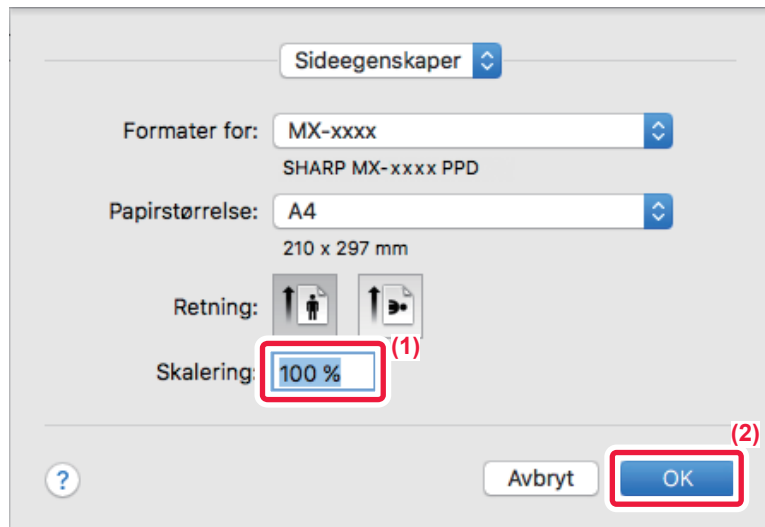 Sideegenskaper
Formater for: MX-xxxx
SHARP MX-xxxx PPD
Papirstørrelse: A4
210 x 297 mm
Retning:
(1)
Skalering: 100 %
(2)
? Avbryt OK